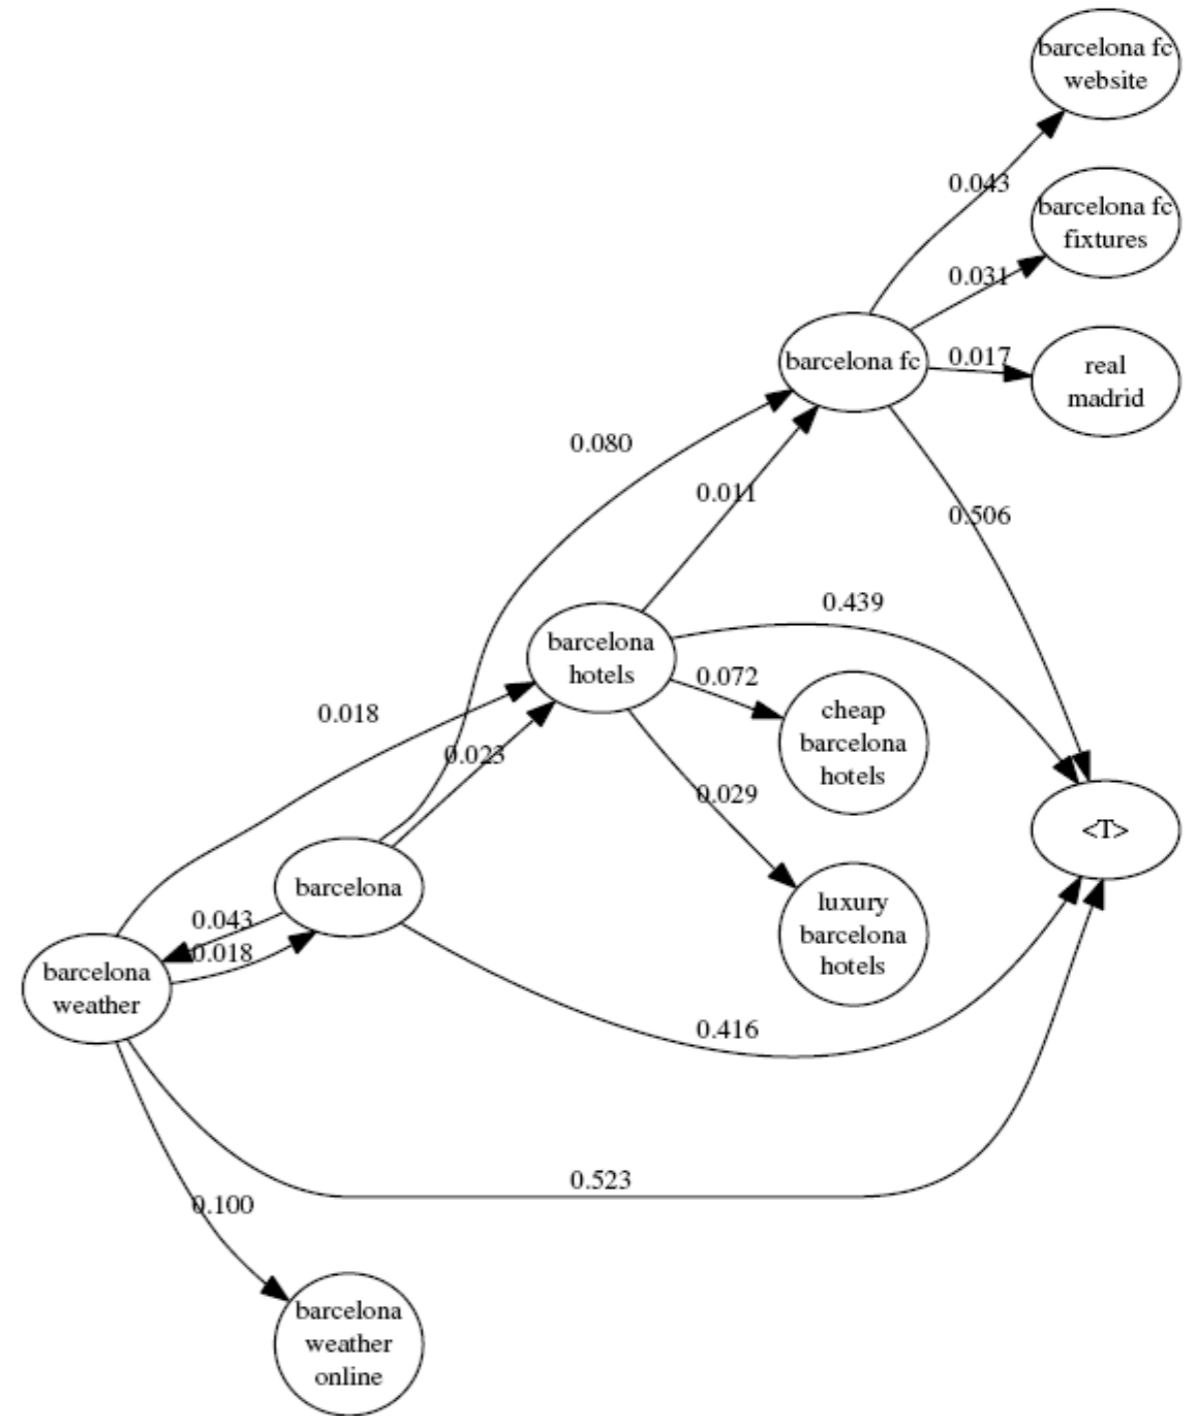 barcelona fc
website
0.043
barcelona fc
fixtures
0.031
barcelona fc
0.017
real
madrid
0.080
0.011
0.506
0.439
barcelona
hotels
0.072
cheap
barcelona
hotels
0.018
0.023
0.029
<T>
barcelona
luxury
barcelona
hotels
0.043
0.018
barcelona
weather
0.416
0.523
0.100
barcelona
weather
online